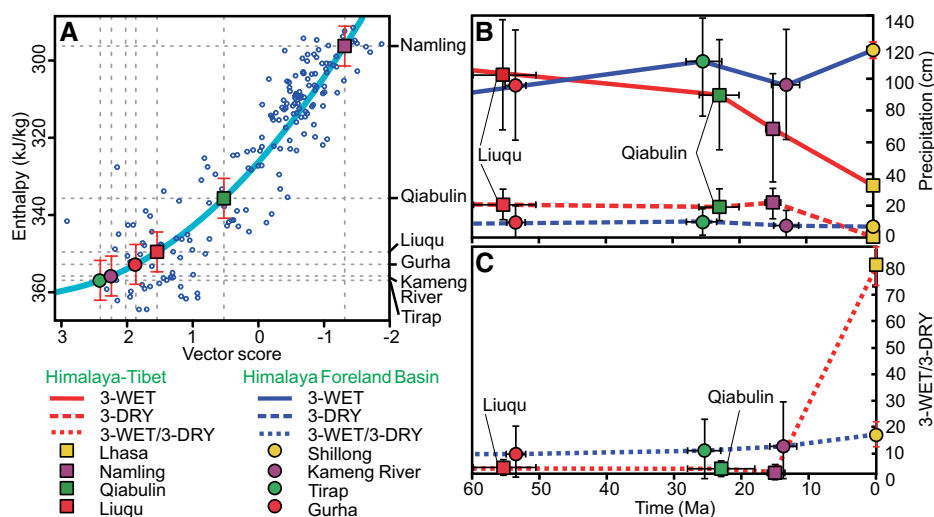 A
300
320
340
360
Enthalpy (kJ/kg)
3
2
1
0
-1
-2
Vector score
Namling
Qiabulin
Liuqu
Gurha
Kameng
River
Tirap
Himalaya-Tibet
3-WET
3-DRY
3-WET/3-DRY
Lhasa
Namling
Qiabulin
Liuqu
Himalaya Foreland Basin
3-WET
3-DRY
3-WET/3-DRY
Shillong
Kameng River
Tirap
Gurha
B
Liuqu
Qiabulin
140
120
100
80
60
40
20
0
Precipitation (cm)
C
Liuqu
Qiabulin
80
70
60
50
40
30
20
10
0
3-WET/3-DRY
60
50
40
30
20
10
0
Time (Ma)